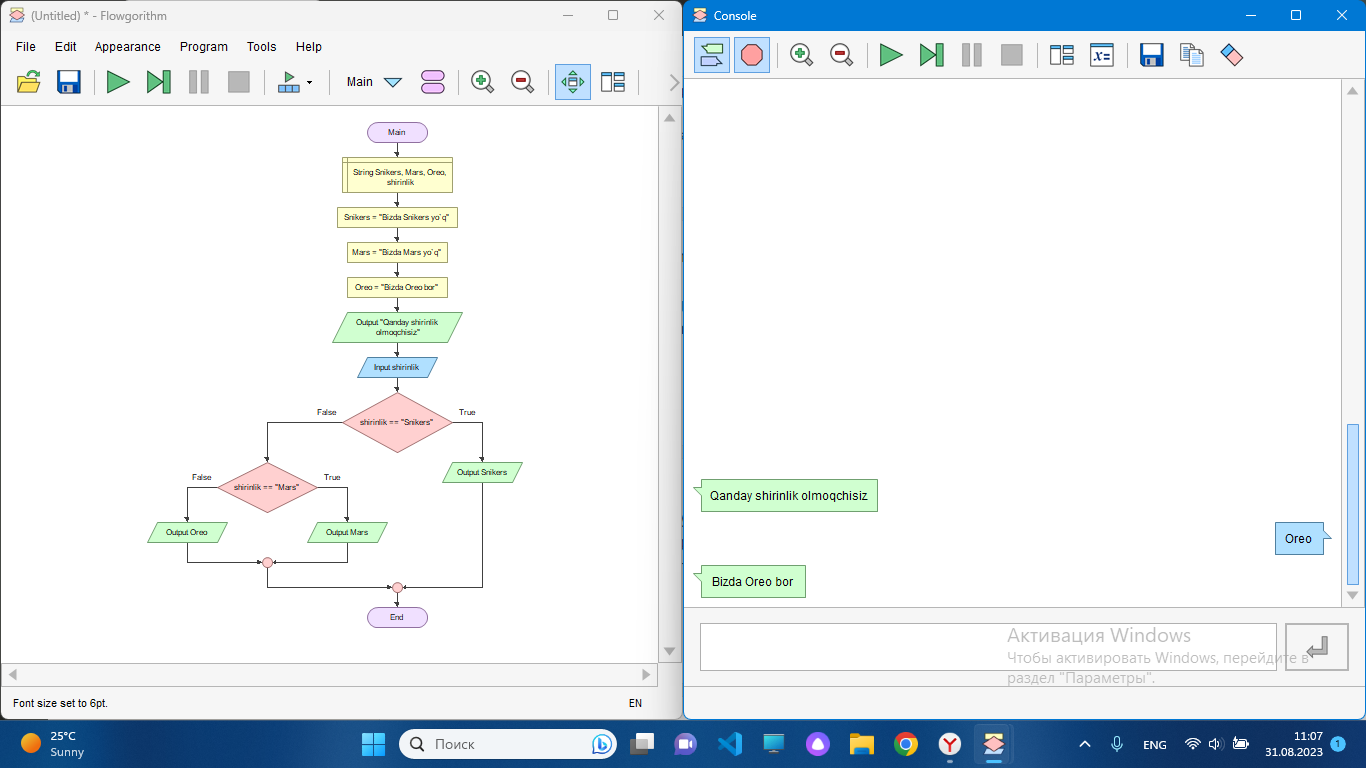 (Untitled) * - Flowgorithm
File Edit Appearance Program Tools Help
Main
Main
String Snikers, Mars, Oreo,
shirinlik
Snikers = "Bizda Snikers yo`q"
Mars = "Bizda Mars yo`q"
Oreo = "Bizda Oreo bor"
Output "Qanday shirinlik
olmoqchisiz"
Input shirinlik
False
True
shirinlik == "Snikers"
Output Snikers
False
True
shirinlik == "Mars"
Output Oreo
Output Mars
End
Font size set to 6pt.
EN
Console
x=
Qanday shirinlik olmoqchisiz
Oreo
Bizda Oreo bor
Активация Windows
Чтобы активировать Windows, перейдите в
раздел "Параметры".
25°C
Sunny
Поиск
ENG
11:07
31.08.2023
1